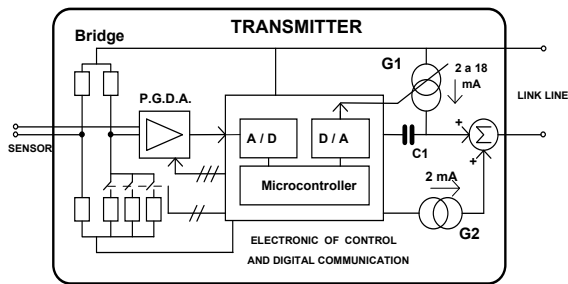 TRANSMITTER
Bridge
G1
2 a 18
mA
P.G.D.A.
LINK LINE
A / D
D / A
+
Σ
C1
+
SENSOR
Microcontroller
2 mA
G2
ELECTRONIC OF CONTROL
AND DIGITAL COMMUNICATION